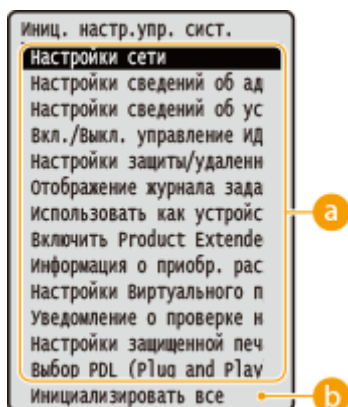 Иниц. настр.упр. сист.
Настройки сети
Настройки сведений об ад
Настройки сведений об ус
Вкл./Выкл. управление ИД
Настройки защиты/удаленн
Отображение журнала зада
Использовать как устройс
Включить Product Extende
Информация о приобр. рас
Настройки Виртуального п
Уведомление о проверке н
Настройки защищенной печ
Выбор PDL (Plug and Play
Инициализировать все
a
b